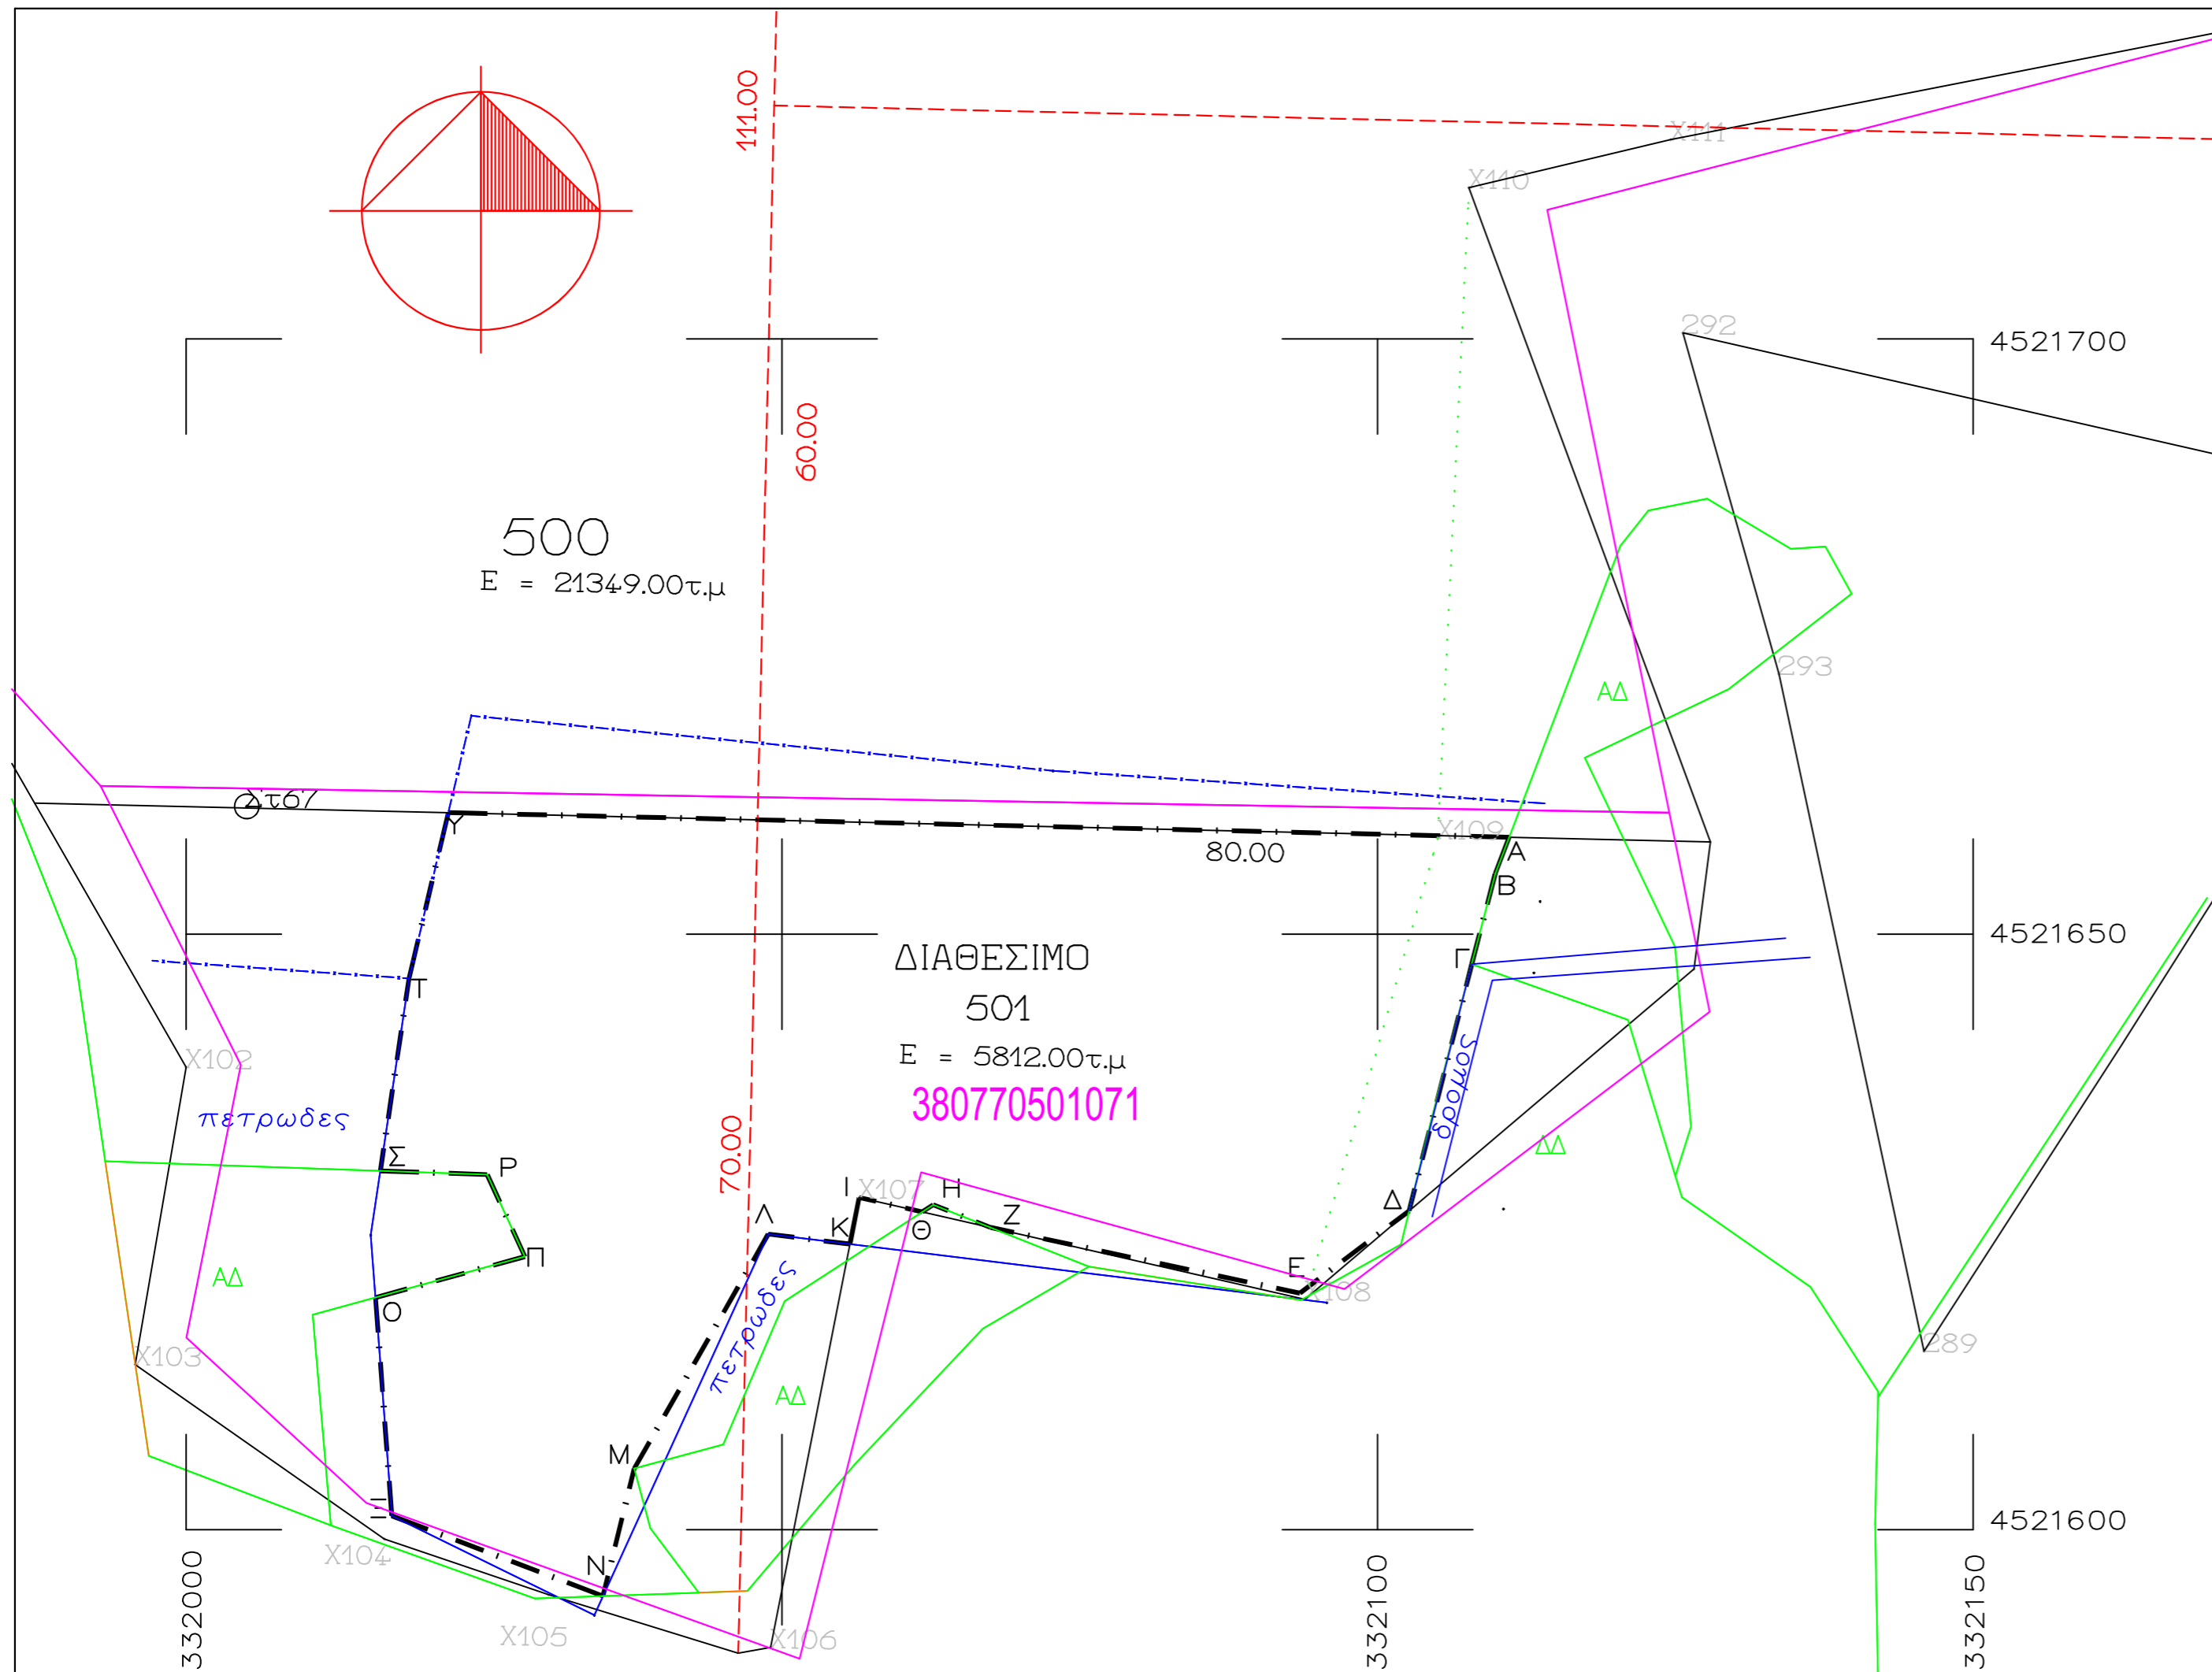 111.00
X111
X110
292
4521700
60.00
500
E = 21349.00τ.μ
293
ΑΔ
Στ67
Υ
X109
80.00
Α
Β
ΔΙΑΘΕΣΙΜΟ
4521650
Γ
Τ
501
X102
E = 5812.00τ.μ
δρομος
380770501071
πετρωδες
70.00
ΔΔ
Σ
Ρ
Ι
X107
Η
Δ
Λ
Κ
Θ
Ζ
Π
ΑΔ
Ε
X108
Ο
πετρωδες
X103
289
ΑΔ
Μ
Ξ
4521600
X104
Ν
332000
332100
332150
X105
X106